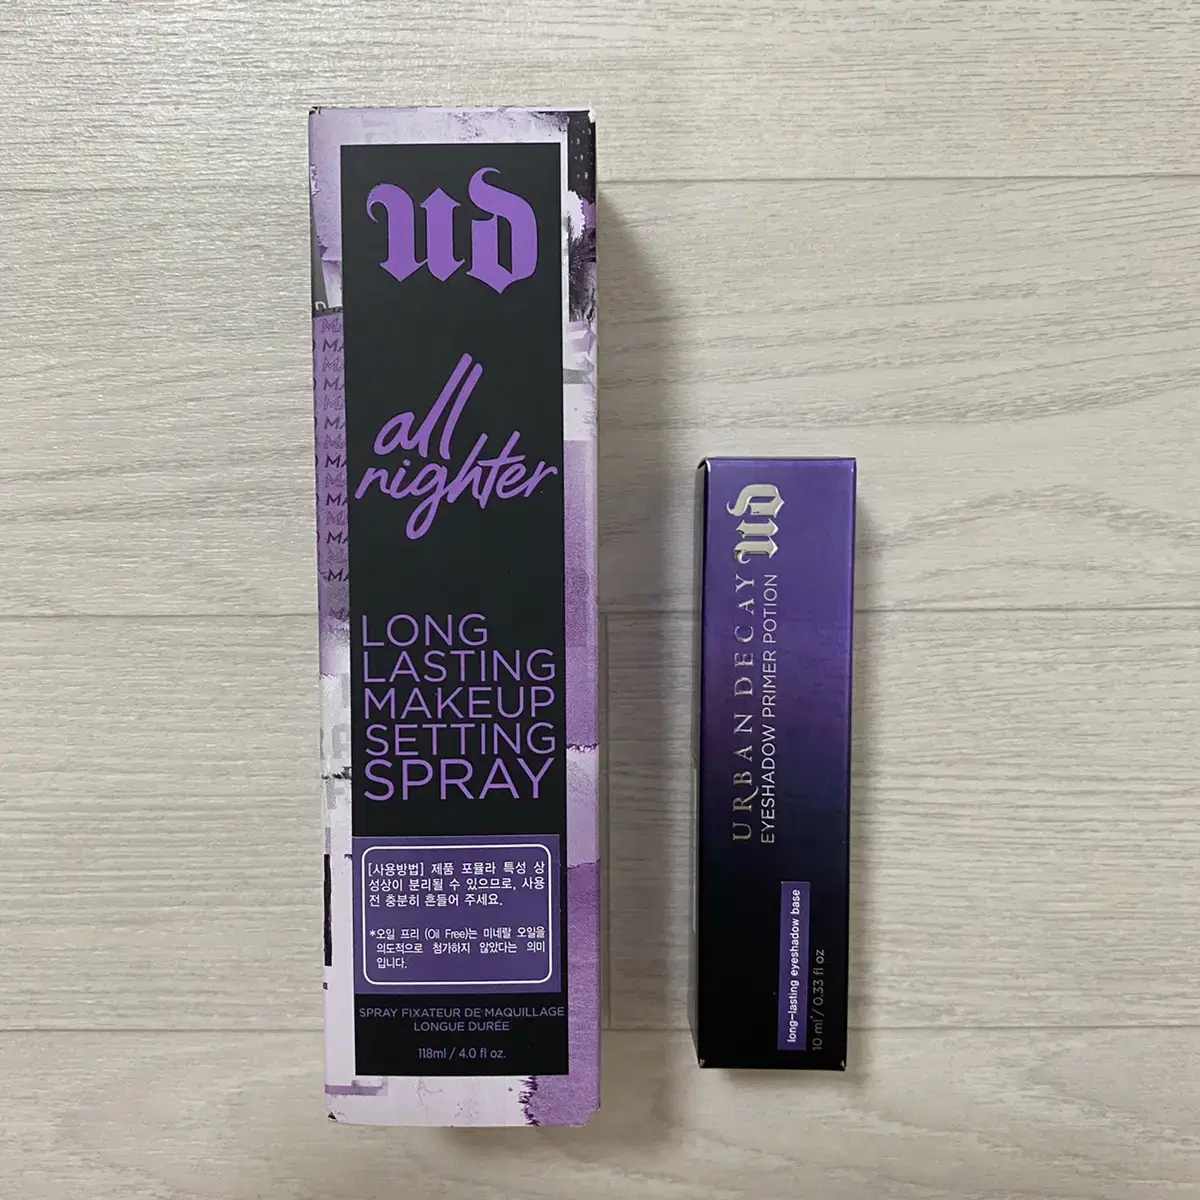 ud
all
nighter
LONG
LASTING
MAKEUP
SETTING
SPRAY
[사용방법] 제품 포뮬라 특성 상
성상이 분리될 수 있으므로, 사용
전 충분히 흔들어 주세요.
*오일 프리 (Oil Free)는 미네랄 오일을
의도적으로 첨가하지 않았다는 의미
입니다.
SPRAY FIXATEUR DE MAQUILLAGE
LONGUE DURÉE
118ml / 4.0 fl oz.
URBAN DECAY ud
EYESHADOW PRIMER POTION
long-lasting eyeshadow base
10 ml / 0.33 fl oz